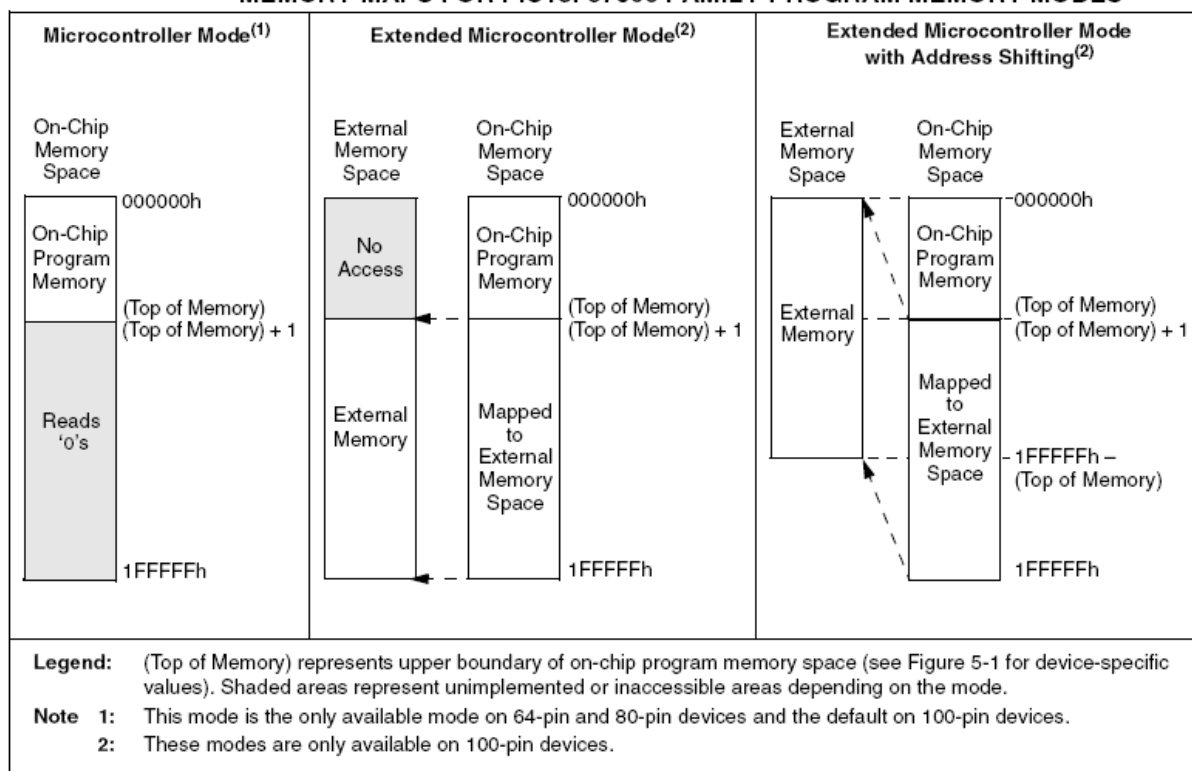 Microcontroller Mode(1)
On-Chip
Memory
Space
000000h
On-Chip
Program
Memory
(Top of Memory)
(Top of Memory) + 1
Reads
‘0’s
1FFFFFh
Extended Microcontroller Mode(2)
External
Memory
Space
On-Chip
Memory
Space
000000h
No
Access
On-Chip
Program
Memory
(Top of Memory)
(Top of Memory) + 1
External
Memory
Mapped
to
External
Memory
Space
1FFFFFh
Extended Microcontroller Mode
with Address Shifting(2)
External
Memory
Space
On-Chip
Memory
Space
000000h
On-Chip
Program
Memory
External
Memory
(Top of Memory)
(Top of Memory) + 1
Mapped
to
External
Memory
Space
1FFFFFh –
(Top of Memory)
1FFFFFh
Legend: (Top of Memory) represents upper boundary of on-chip program memory space (see Figure 5-1 for device-specific
values). Shaded areas represent unimplemented or inaccessible areas depending on the mode.
Note 1: This mode is the only available mode on 64-pin and 80-pin devices and the default on 100-pin devices.
2: These modes are only available on 100-pin devices.